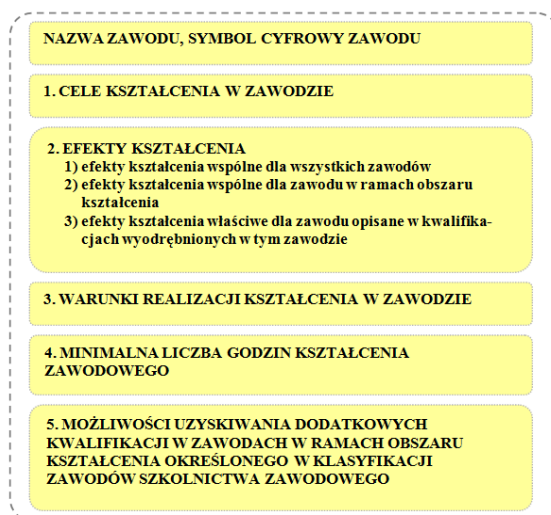 NAZWA ZAWODU, SYMBOL CYFROWY ZAWODU
1. CELE KSZTAŁCENIA W ZAWODZIE
2. EFEKTY KSZTAŁCENIA
1) efekty kształcenia wspólne dla wszystkich zawodów
2) efekty kształcenia wspólne dla zawodu w ramach obszaru
kształcenia
3) efekty kształcenia właściwe dla zawodu opisane w kwalifika-
cjach wyodrębnionych w tym zawodzie
3. WARUNKI REALIZACJI KSZTAŁCENIA W ZAWODZIE
4. MINIMALNA LICZBA GODZIN KSZTAŁCENIA
ZAWODOWEGO
5. MOŻLIWOŚCI UZYSKIWANIA DODATKOWYCH
KWALIFIKACJI W ZAWODACH W RAMACH OBSZARU
KSZTAŁCENIA OKREŚLONEGO W KLASYFIKACJI
ZAWODÓW SZKOLNICTWA ZAWODOWEGO